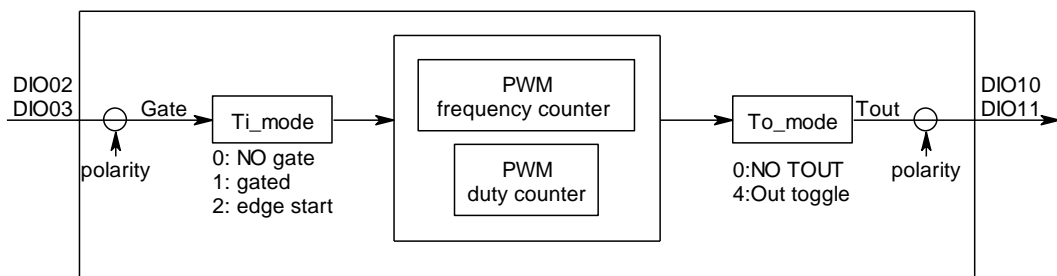 DIO02
DIO03
polarity
Gate
Ti_mode
0: NO gate
1: gated
2: edge start
PWM
frequency counter
PWM
duty counter
To_mode
0:NO TOUT
4:Out toggle
Tout
polarity
DIO10
DIO11